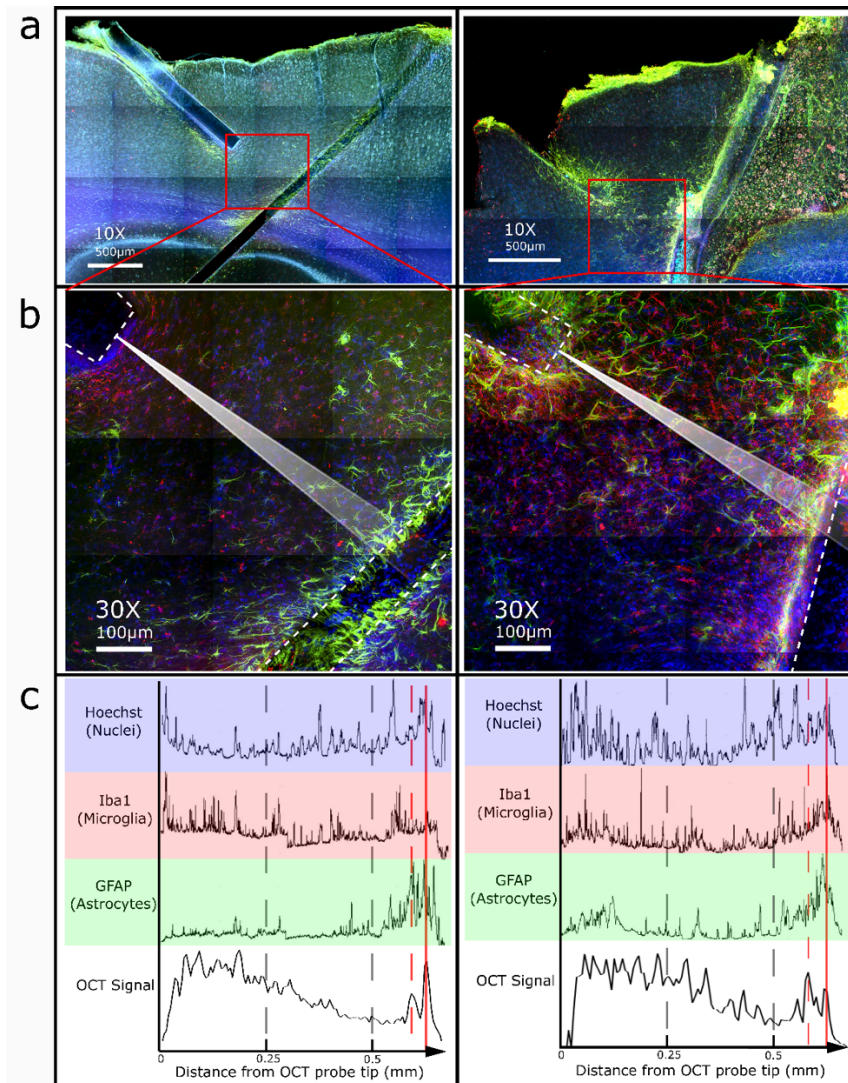 a
10X
500µm
10X
500µm
b
30X
100µm
30X
100µm
c
Hoechst
(Nuclei)
Iba1
(Microglia)
GFAP
(Astrocytes)
OCT Signal
0
0.25
0.5
Distance from OCT probe tip (mm)
Hoechst
(Nuclei)
Iba1
(Microglia)
GFAP
(Astrocytes)
OCT Signal
0
0.25
0.5
Distance from OCT probe tip (mm)